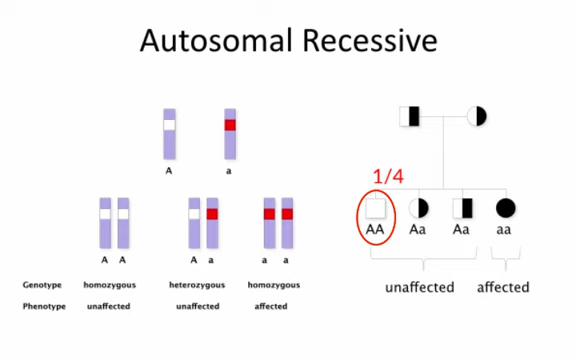 Autosomal Recessive
A a
1/4
AA Aa Aa aa
A A A a a a
unaffected affected
Genotype homozygous heterozygous homozygous
Phenotype unaffected unaffected affected